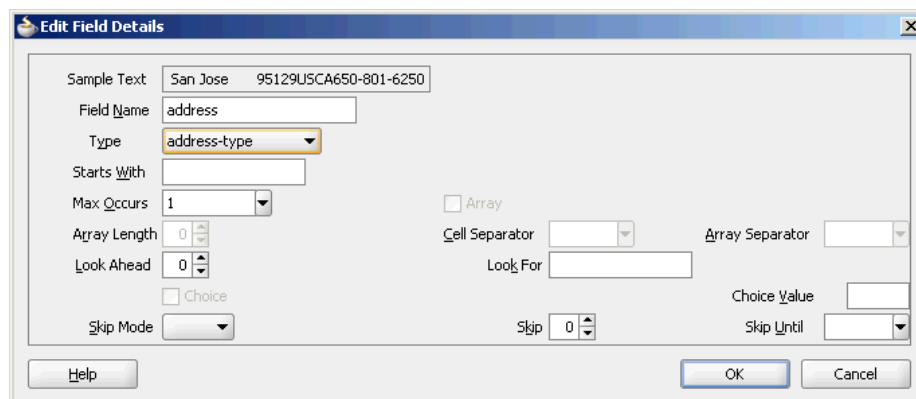 Edit Field Details
Sample Text San Jose 95129USCA650-801-6250
Field Name address
Type address-type
Starts With
Max Occurs 1 Array
Array Length 0 Cell Separator Array Separator
Look Ahead 0 Look For
Choice Choice Value
Skip Mode Skip 0 Skip Until
Help OK Cancel